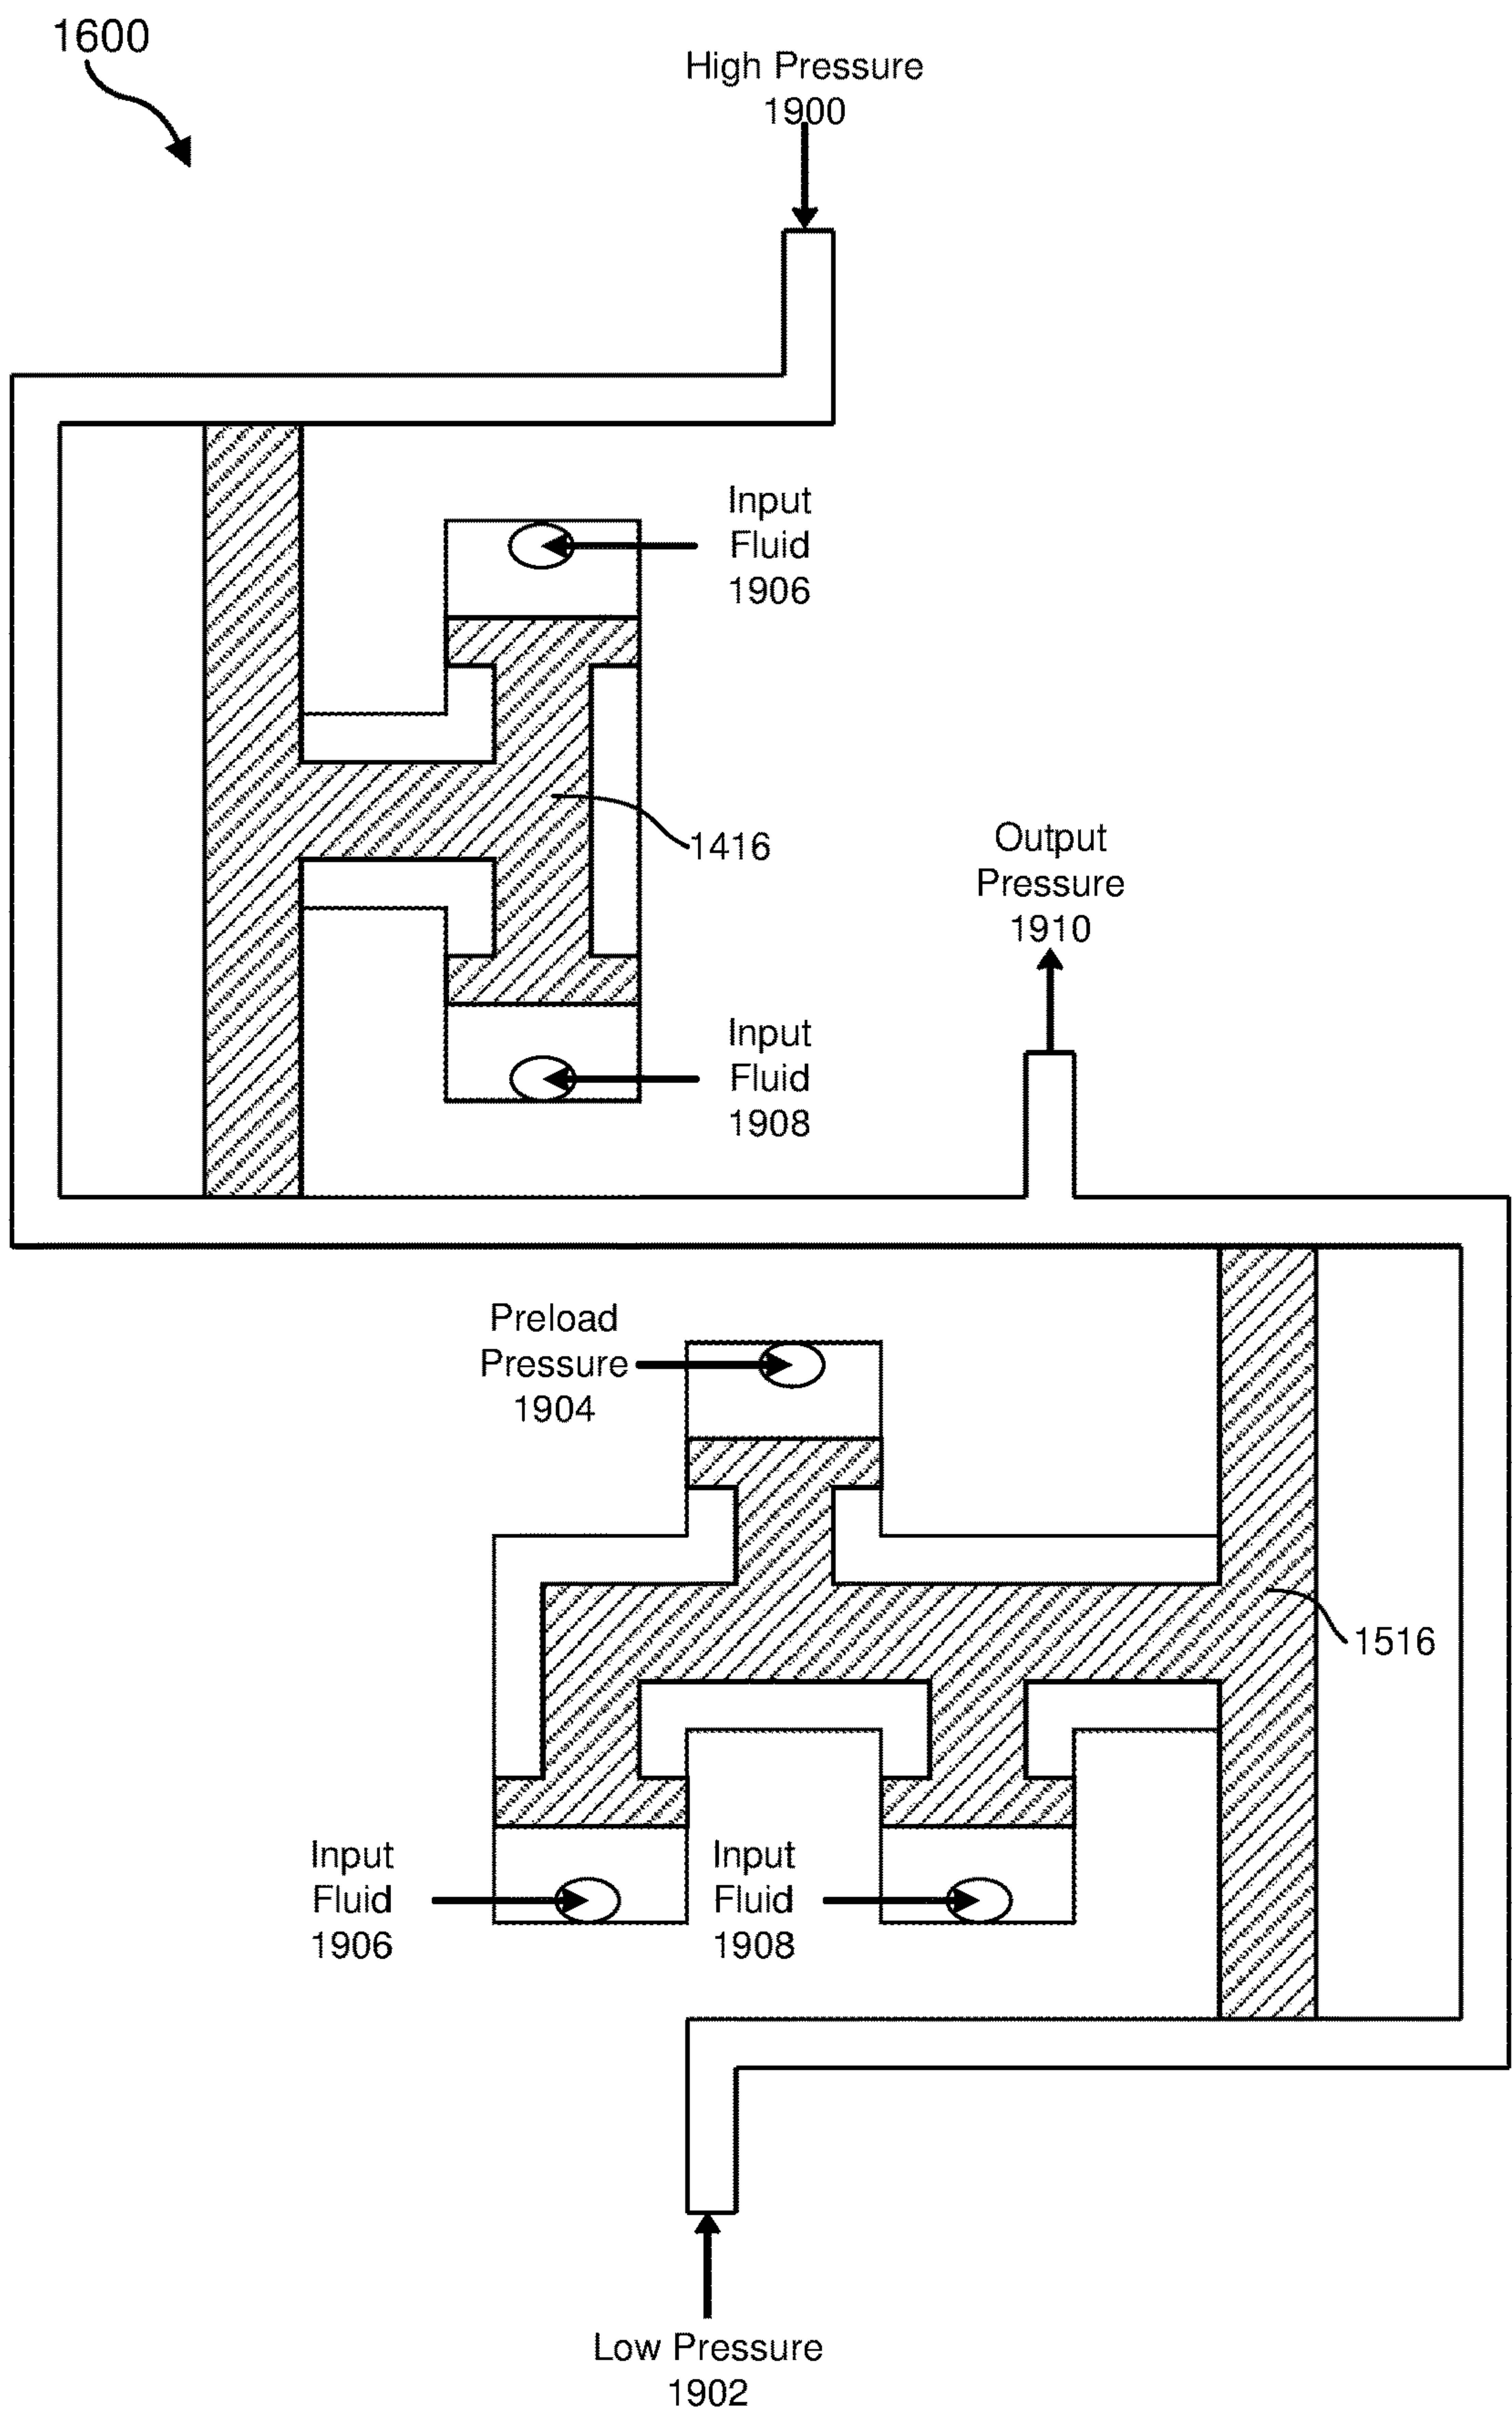 1600
High Pressure
1900
Input
Fluid
1906
1416
Output
Pressure
1910
Input
Fluid
1908
Preload
Pressure
1904
1516
Input
Fluid
1906
Input
Fluid
1908
Low Pressure
1902